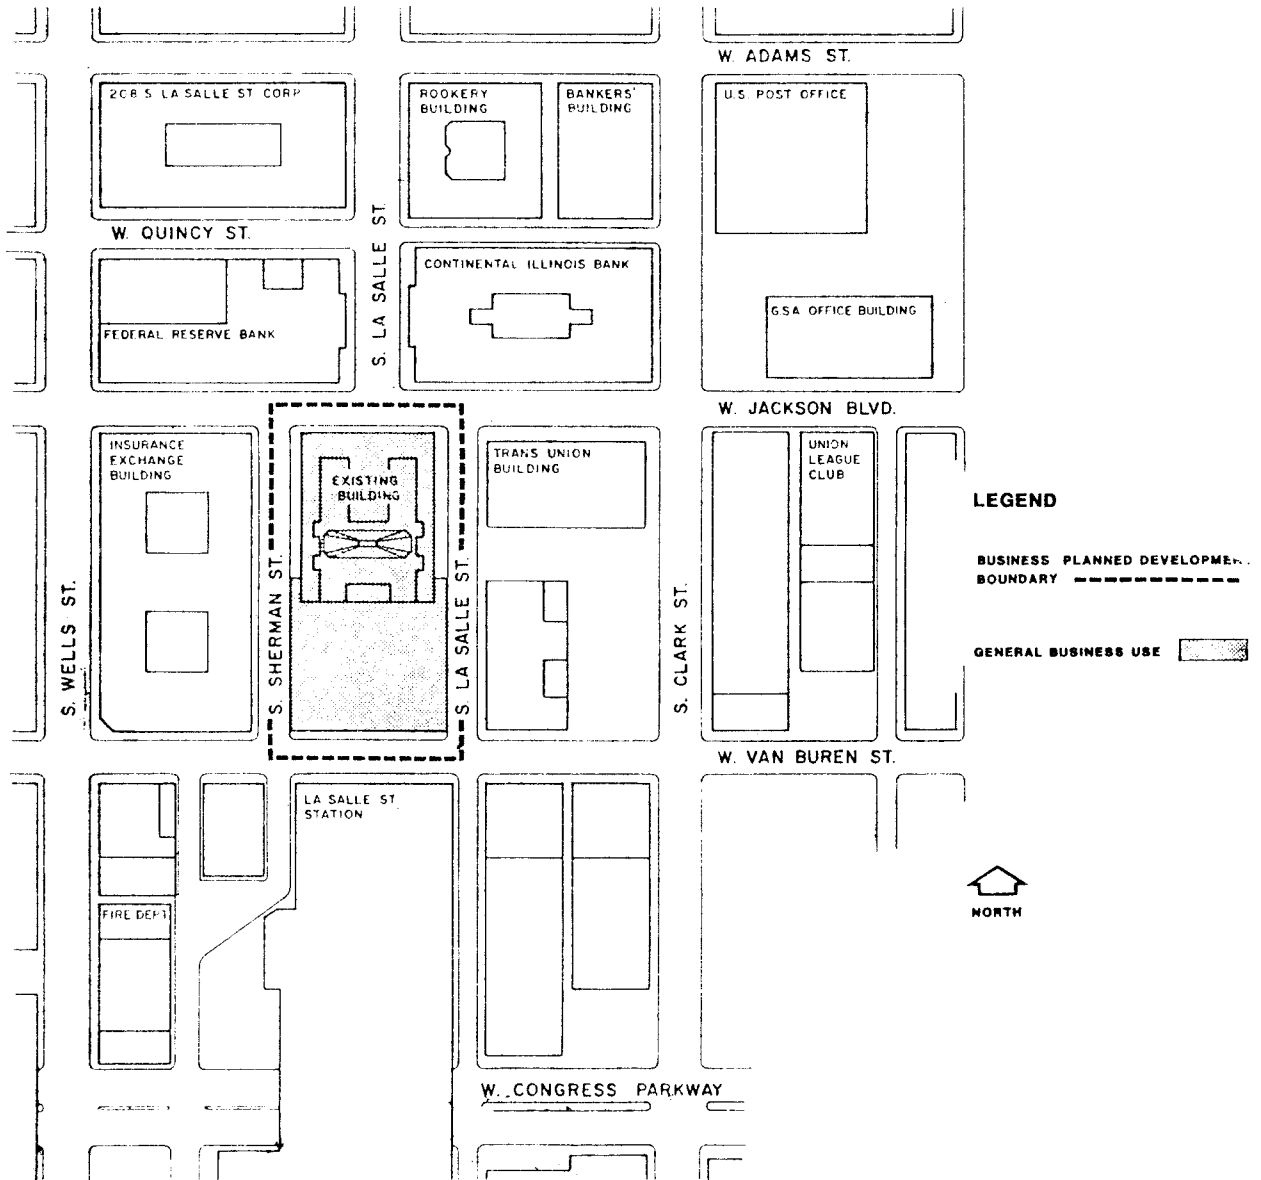 W. ADAMS ST.
208 S LA SALLE ST CORP
ROOKERY
BUILDING
BANKERS'
BUILDING
U.S. POST OFFICE
W. QUINCY ST.
S. LA SALLE ST.
CONTINENTAL ILLINOIS BANK
FEDERAL RESERVE BANK
G.S.A. OFFICE BUILDING
W. JACKSON BLVD.
INSURANCE
EXCHANGE
BUILDING
EXISTING
BUILDING
TRANS UNION
BUILDING
UNION
LEAGUE
CLUB
LEGEND
BUSINESS PLANNED DEVELOPME
BOUNDARY
GENERAL BUSINESS USE
S. WELLS ST.
S. SHERMAN ST.
S. LA SALLE ST.
S. CLARK ST.
W. VAN BUREN ST.
LA SALLE ST
STATION
FIRE DEPT
NORTH
W. CONGRESS PARKWAY